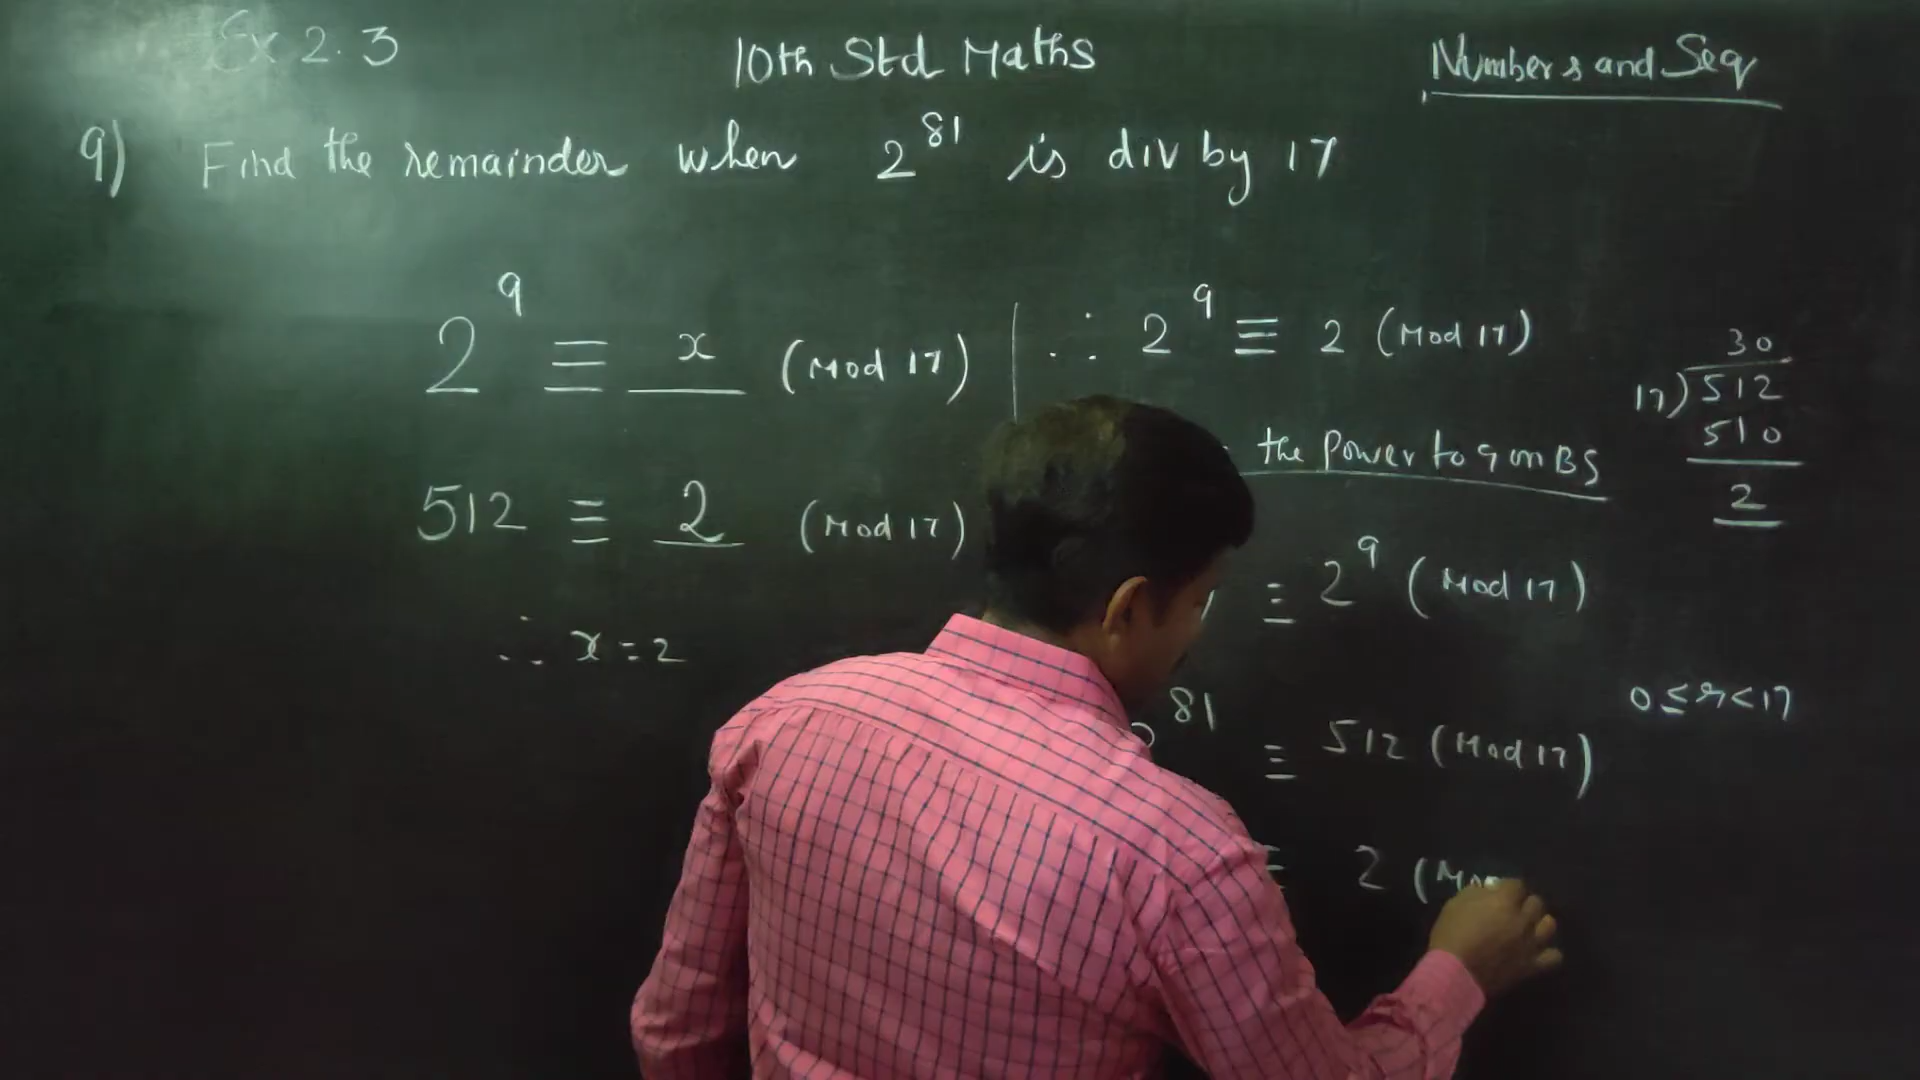 Ex 2.3
10th Std Maths
Numbers and Seq
9) Find the remainder when 2^81 is div by 17
2^9 ≡ x (Mod 17)
512 ≡ 2 (Mod 17)
∴ x = 2
∴ 2^9 ≡ 2 (Mod 17)
the Power to 9 on BS
≡ 2^9 (Mod 17)
81 ≡ 512 (Mod 17)
≡ 2 (Mod
30
17) 512
510
2
0 ≤ r < 17